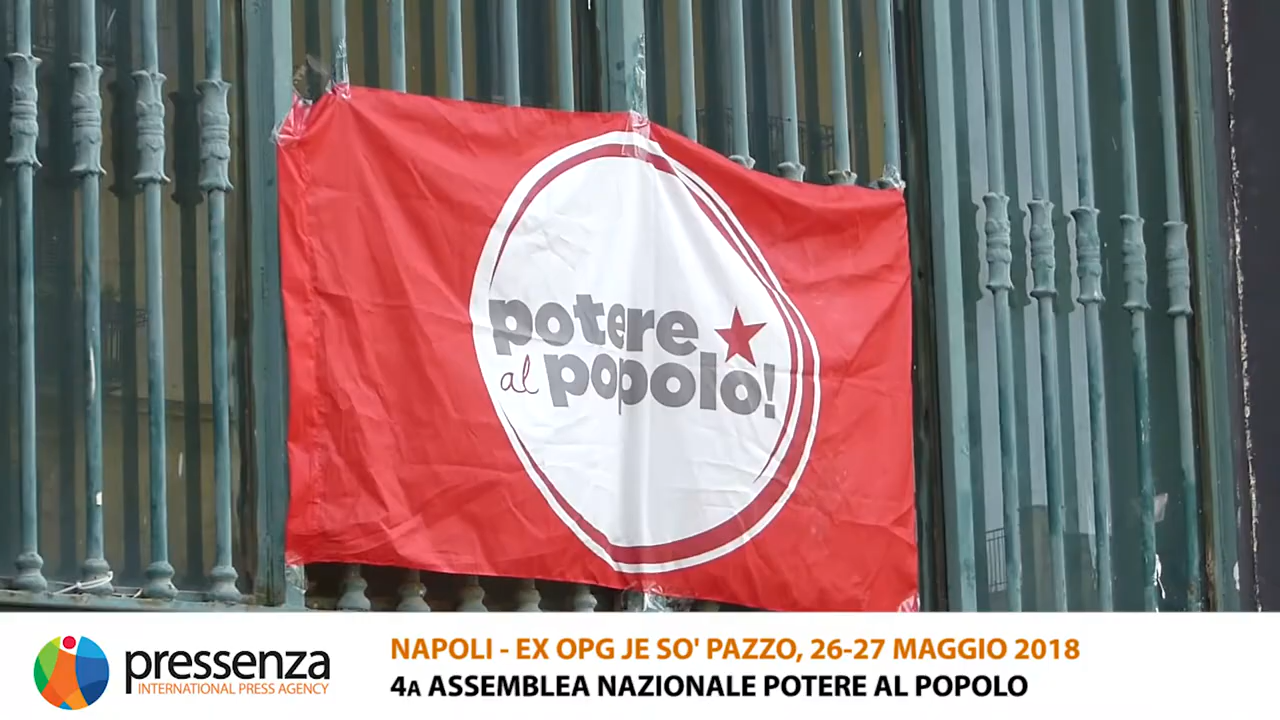 potere
al popolo!
pressenza
INTERNATIONAL PRESS AGENCY
NAPOLI - EX OPG JE SO' PAZZO, 26-27 MAGGIO 2018
4A ASSEMBLEA NAZIONALE POTERE AL POPOLO